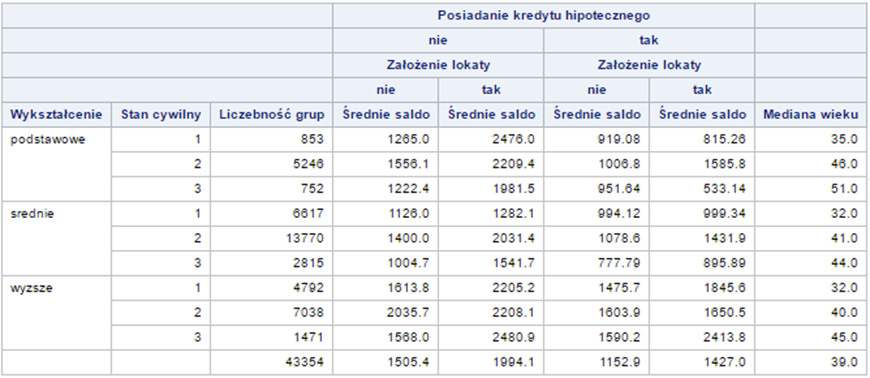 Posiadanie kredytu hipotecznego
nie tak
Założenie lokaty Założenie lokaty
nie tak nie tak
Wykształcenie Stan cywilny Liczebność grup Średnie saldo Średnie saldo Średnie saldo Średnie saldo Mediana wieku
podstawowe 1 853 1265.0 2476.0 919.08 815.26 35.0
2 5246 1556.1 2209.4 1006.8 1585.8 46.0
3 752 1222.4 1981.5 951.64 533.14 51.0
srednie 1 6617 1126.0 1282.1 994.12 999.34 32.0
2 13770 1400.0 2031.4 1078.6 1431.9 41.0
3 2815 1004.7 1541.7 777.79 895.89 44.0
wyzsze 1 4792 1613.8 2205.2 1475.7 1845.6 32.0
2 7038 2035.7 2208.1 1603.9 1650.5 40.0
3 1471 1568.0 2480.9 1590.2 2413.8 45.0
43354 1505.4 1994.1 1152.9 1427.0 39.0